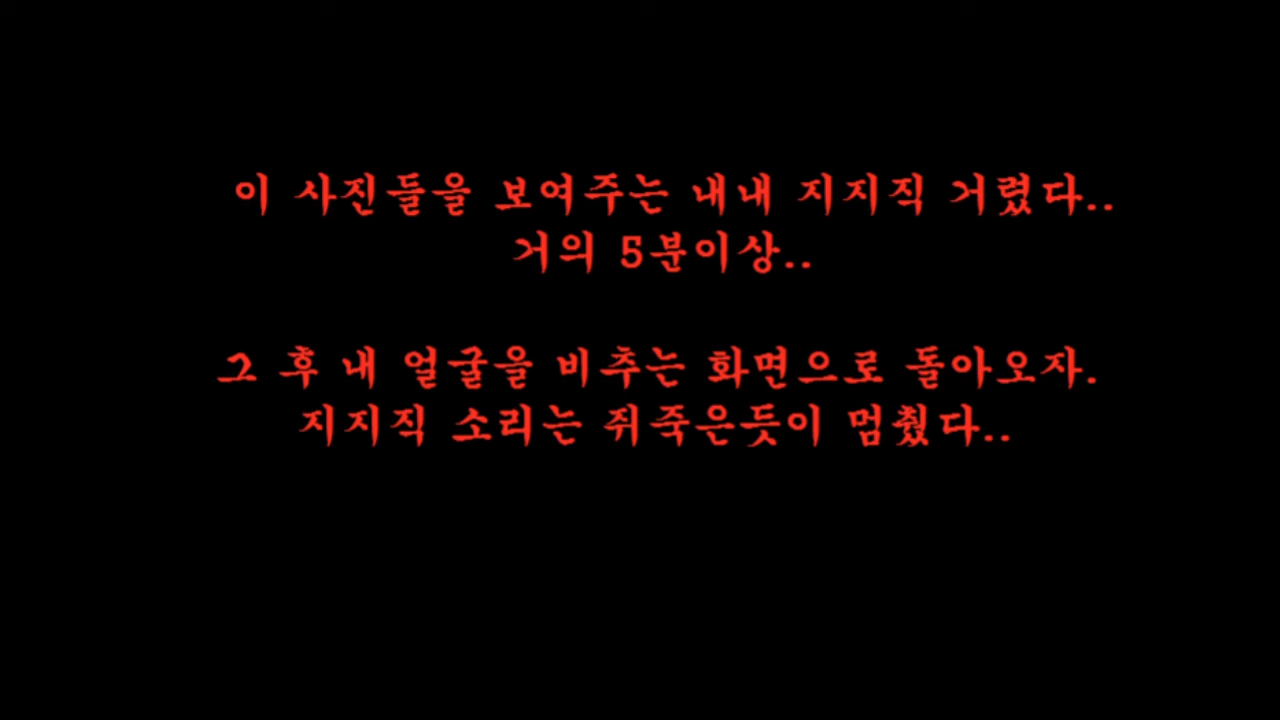 이 사진들을 보여주는 내내 지지직 거렸다..
거의 5분이상..
그 후 내 얼굴을 비추는 화면으로 돌아오자.
지지직 소리는 쥐죽은듯이 멈췄다..